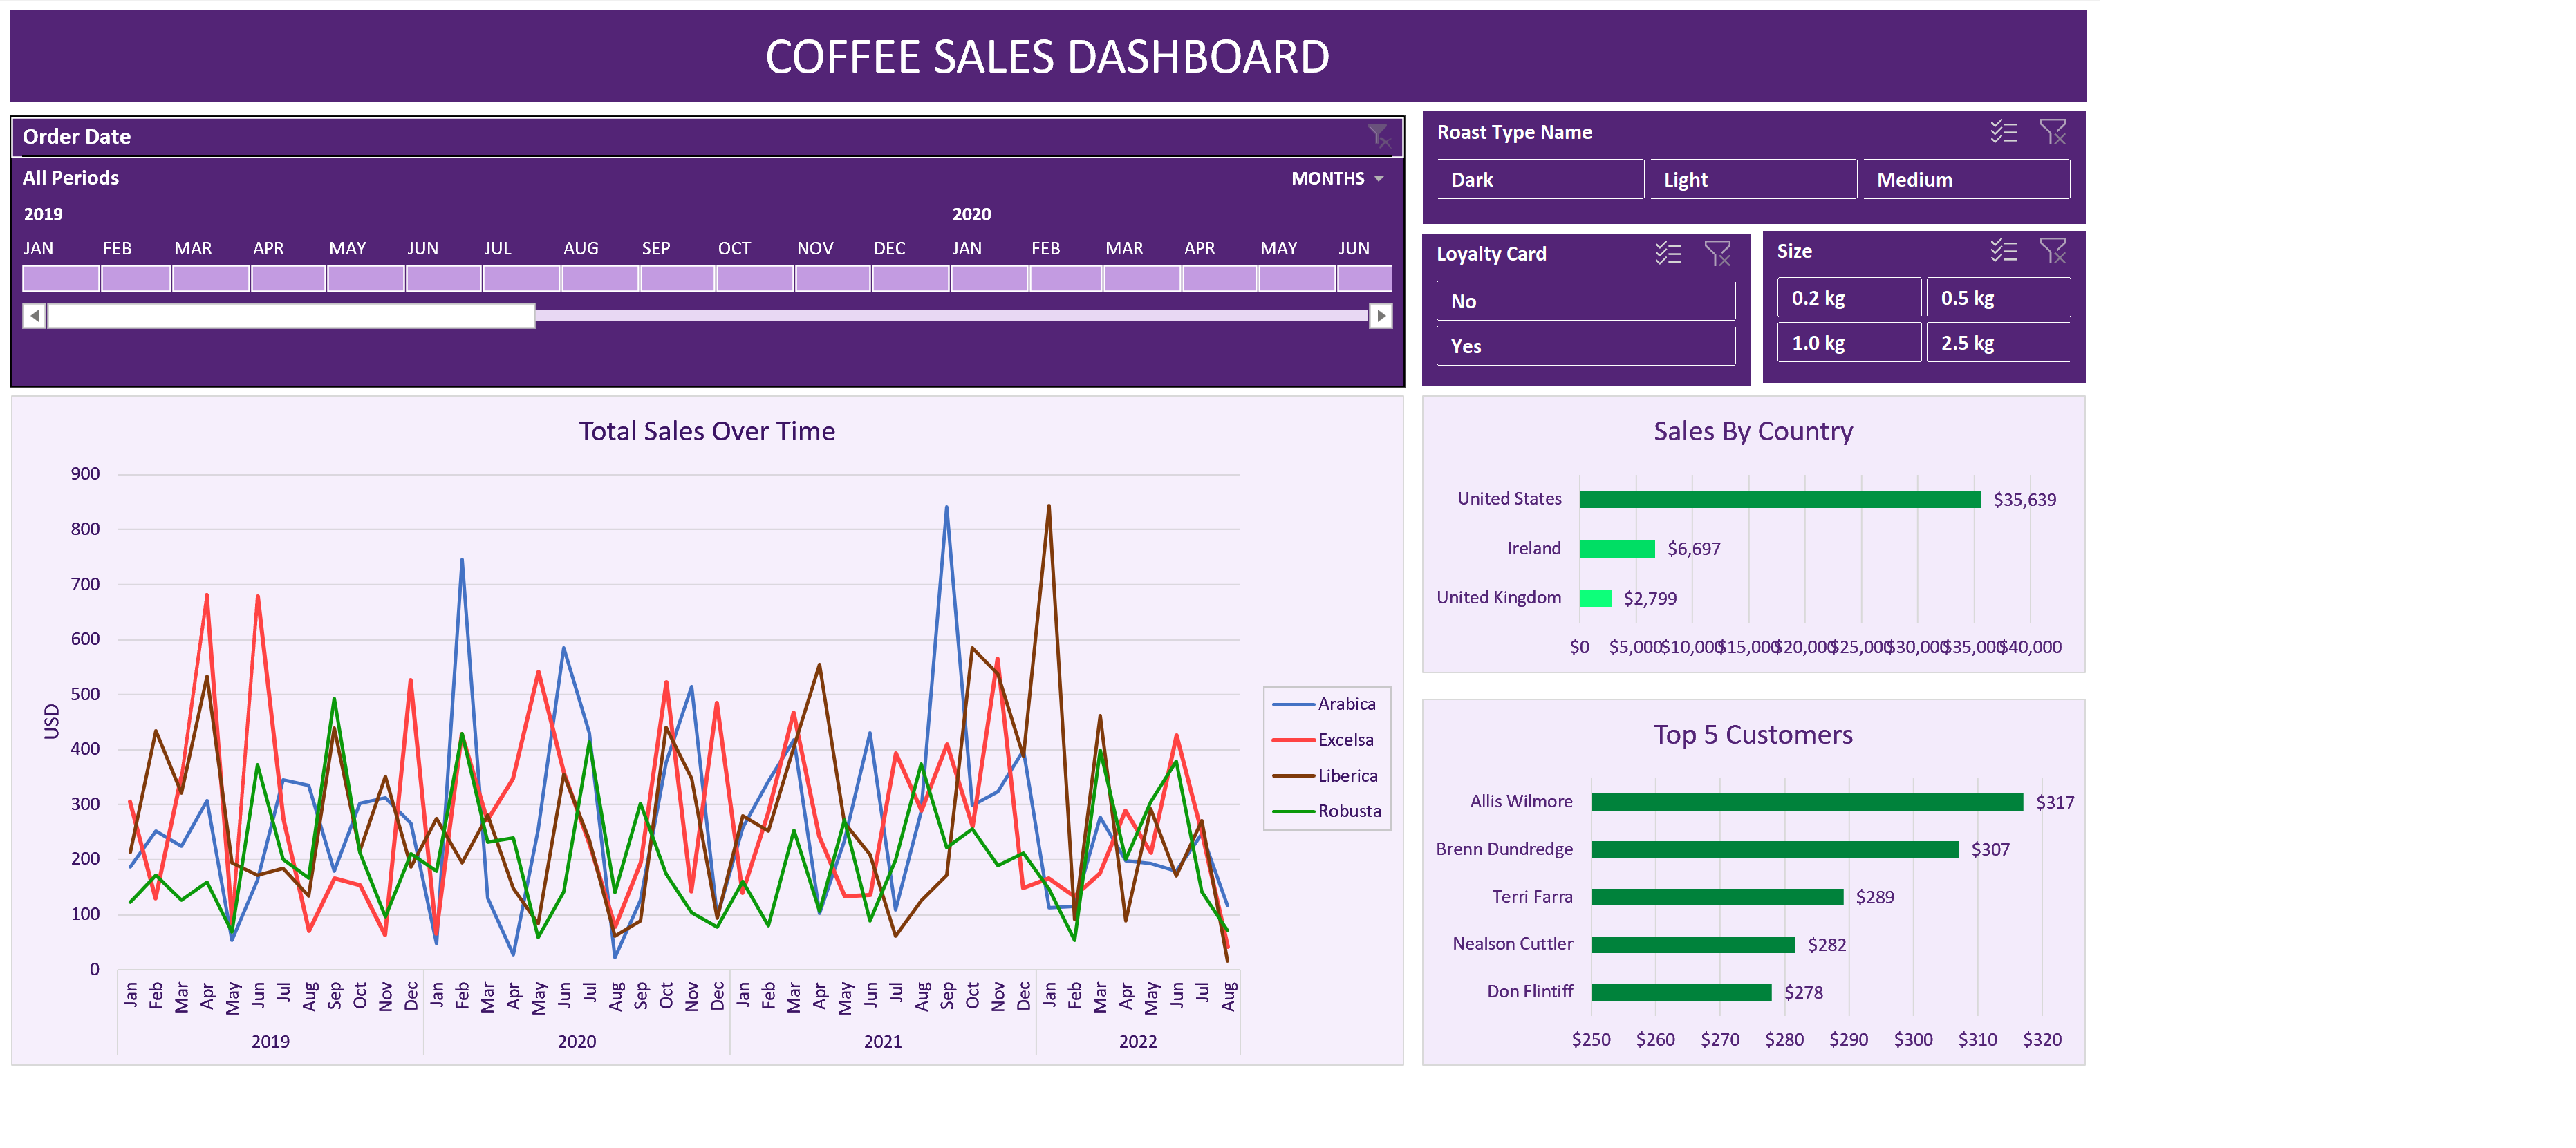 COFFEE SALES DASHBOARD
Order Date
All Periods
MONTHS
2019 2020
JAN FEB MAR APR MAY JUN JUL AUG SEP OCT NOV DEC JAN FEB MAR APR MAY JUN
Roast Type Name
Dark Light Medium
Loyalty Card
No
Yes
Size
0.2 kg 0.5 kg
1.0 kg 2.5 kg
Total Sales Over Time
900
800
700
600
500
400
300
200
100
0
USD
Jan Feb Mar Apr May Jun Jul Aug Sep Oct Nov Dec Jan Feb Mar Apr May Jun Jul Aug Sep Oct Nov Dec Jan Feb Mar Apr May Jun Jul Aug Sep Oct Nov Dec Jan Feb Mar Apr May Jun Jul Aug
2019 2020 2021 2022
Arabica
Excelsa
Liberica
Robusta
Sales By Country
United States $35,639
Ireland $6,697
United Kingdom $2,799
$0 $5,000 $10,000 $15,000 $20,000 $25,000 $30,000 $35,000 $40,000
Top 5 Customers
Allis Wilmore $317
Brenn Dundredge $307
Terri Farra $289
Nealson Cuttler $282
Don Flintiff $278
$250 $260 $270 $280 $290 $300 $310 $320